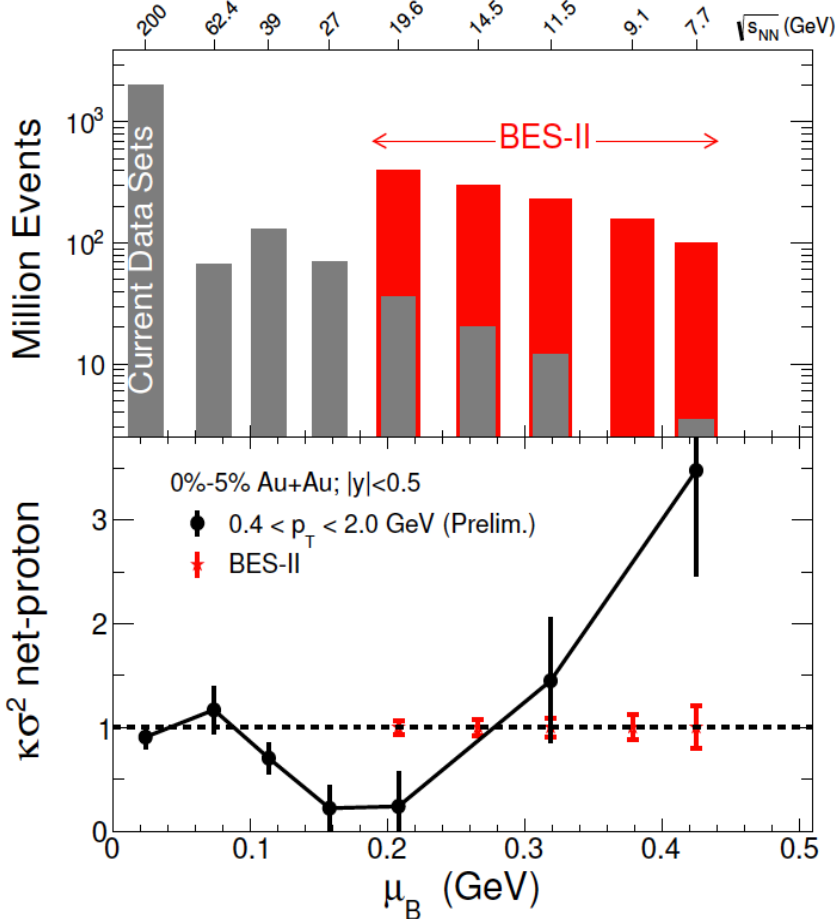 200 62.4 39 27 19.6 14.5 11.5 9.1 7.7 √sNN (GeV)
Million Events
10³
10²
10
Current Data Sets
BES-II
κσ² net-proton
0%-5% Au+Au; |y|<0.5
0.4 < pT < 2.0 GeV (Prelim.)
BES-II
3
2
1
0
0 0.1 0.2 0.3 0.4 0.5
μB (GeV)